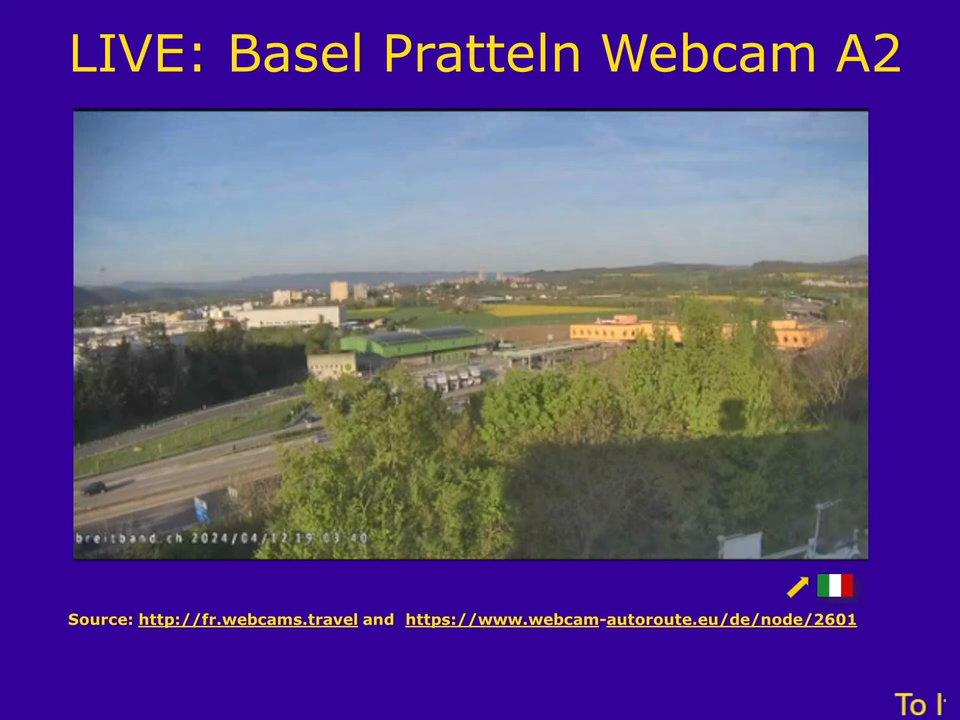 LIVE: Basel Pratteln Webcam A2
breitband.ch 2024/04/12 19 03 40
Source: http://fr.webcams.travel and https://www.webcam-autoroute.eu/de/node/2601
To